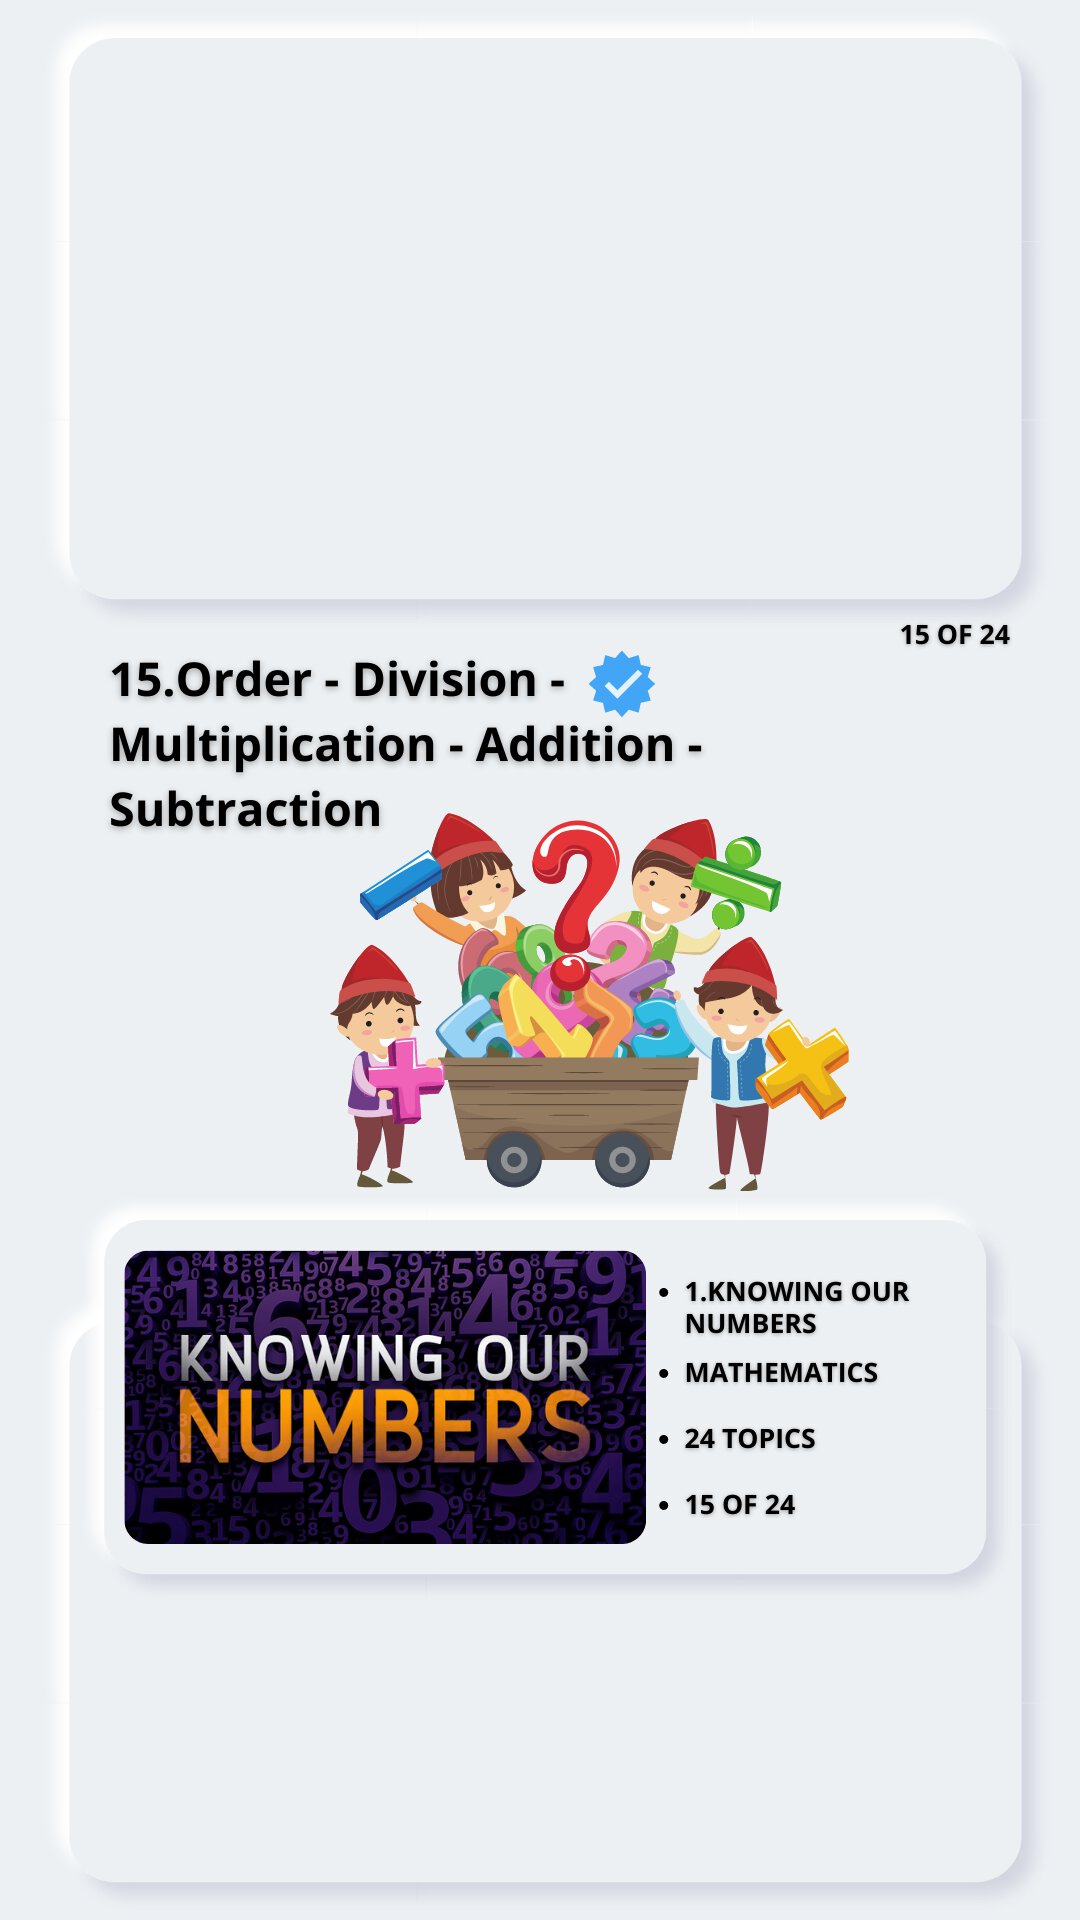 15 OF 24
15.Order - Division -
Multiplication - Addition -
Subtraction
KNOWING OUR
NUMBERS
• 1.KNOWING OUR
NUMBERS
• MATHEMATICS
• 24 TOPICS
• 15 OF 24